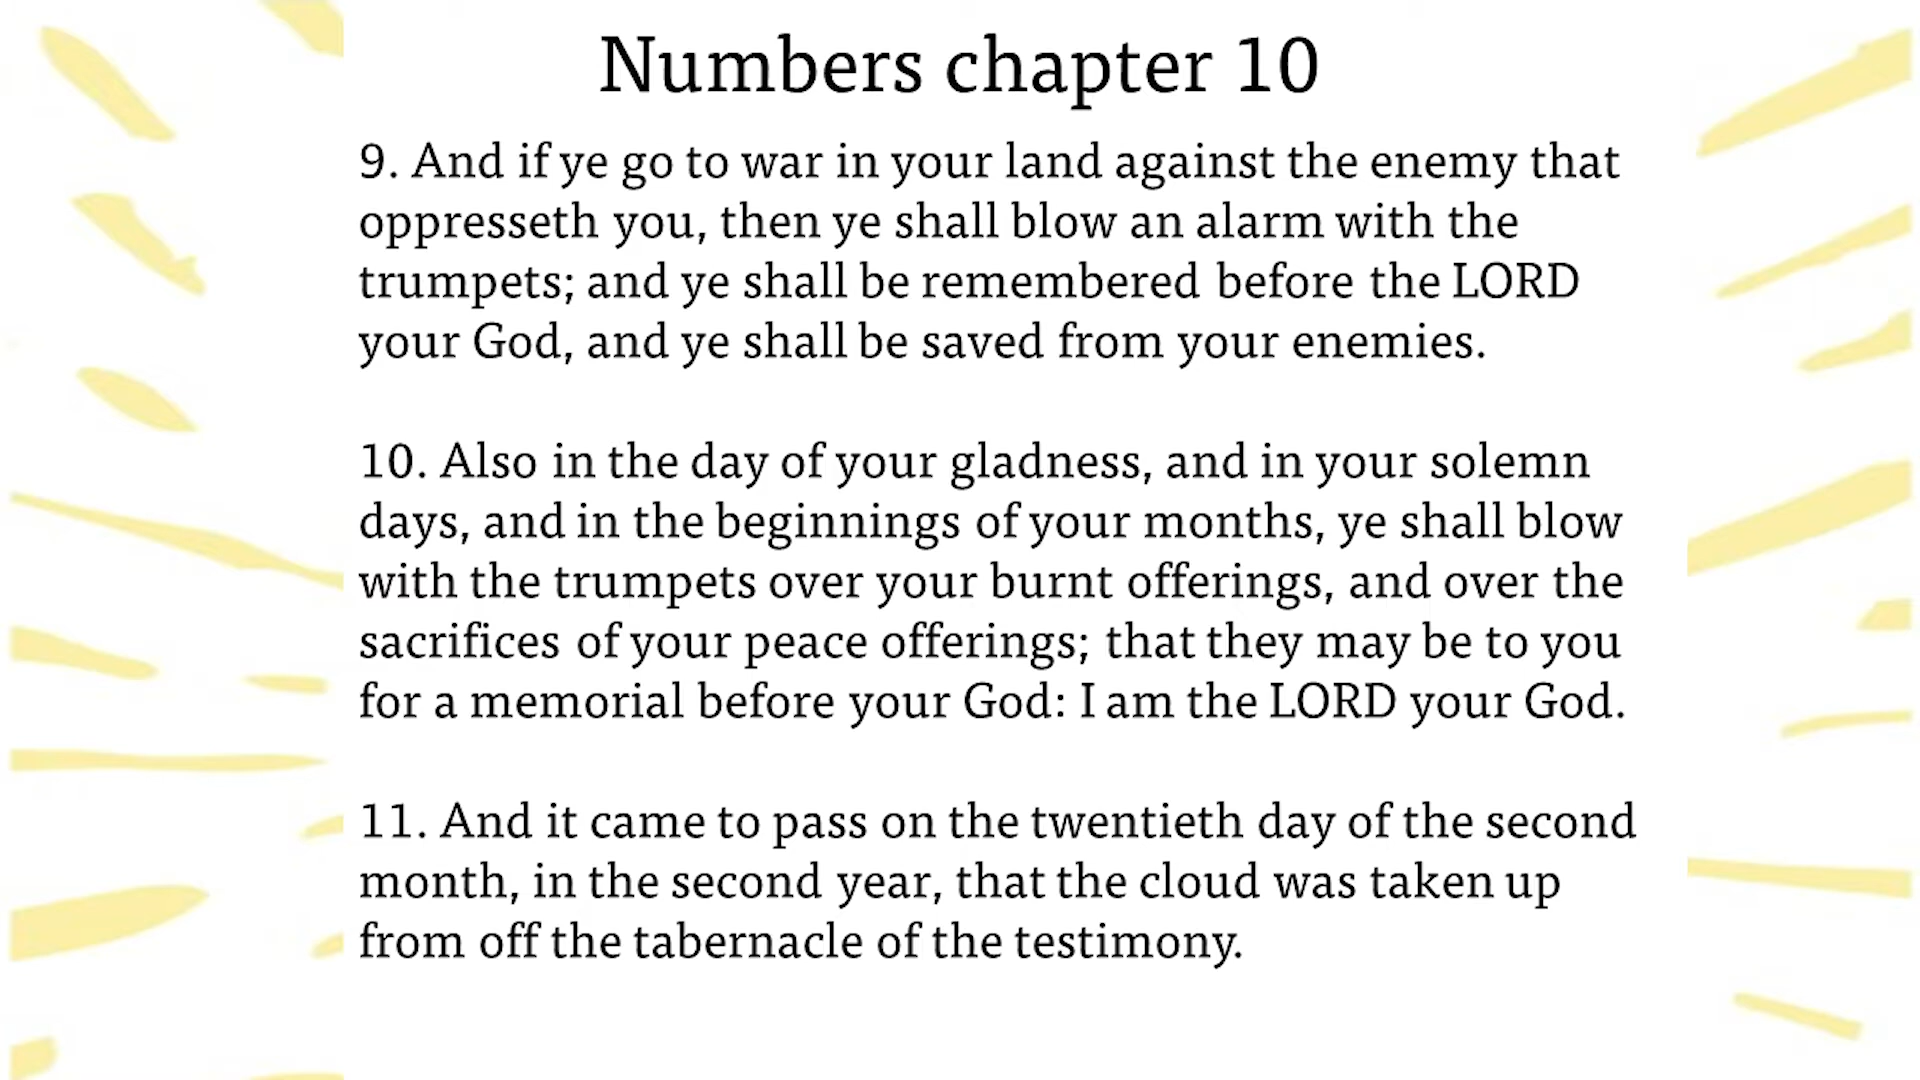 Numbers chapter 10
9. And if ye go to war in your land against the enemy that
oppresseth you, then ye shall blow an alarm with the
trumpets; and ye shall be remembered before the LORD
your God, and ye shall be saved from your enemies.
10. Also in the day of your gladness, and in your solemn
days, and in the beginnings of your months, ye shall blow
with the trumpets over your burnt offerings, and over the
sacrifices of your peace offerings; that they may be to you
for a memorial before your God: I am the LORD your God.
11. And it came to pass on the twentieth day of the second
month, in the second year, that the cloud was taken up
from off the tabernacle of the testimony.